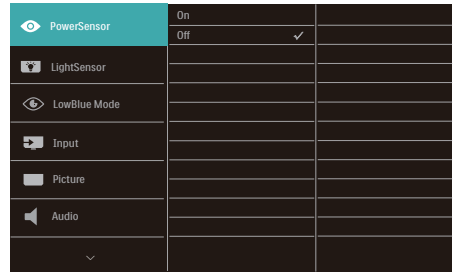 PowerSensor
LightSensor
LowBlue Mode
Input
Picture
Audio
On
Off